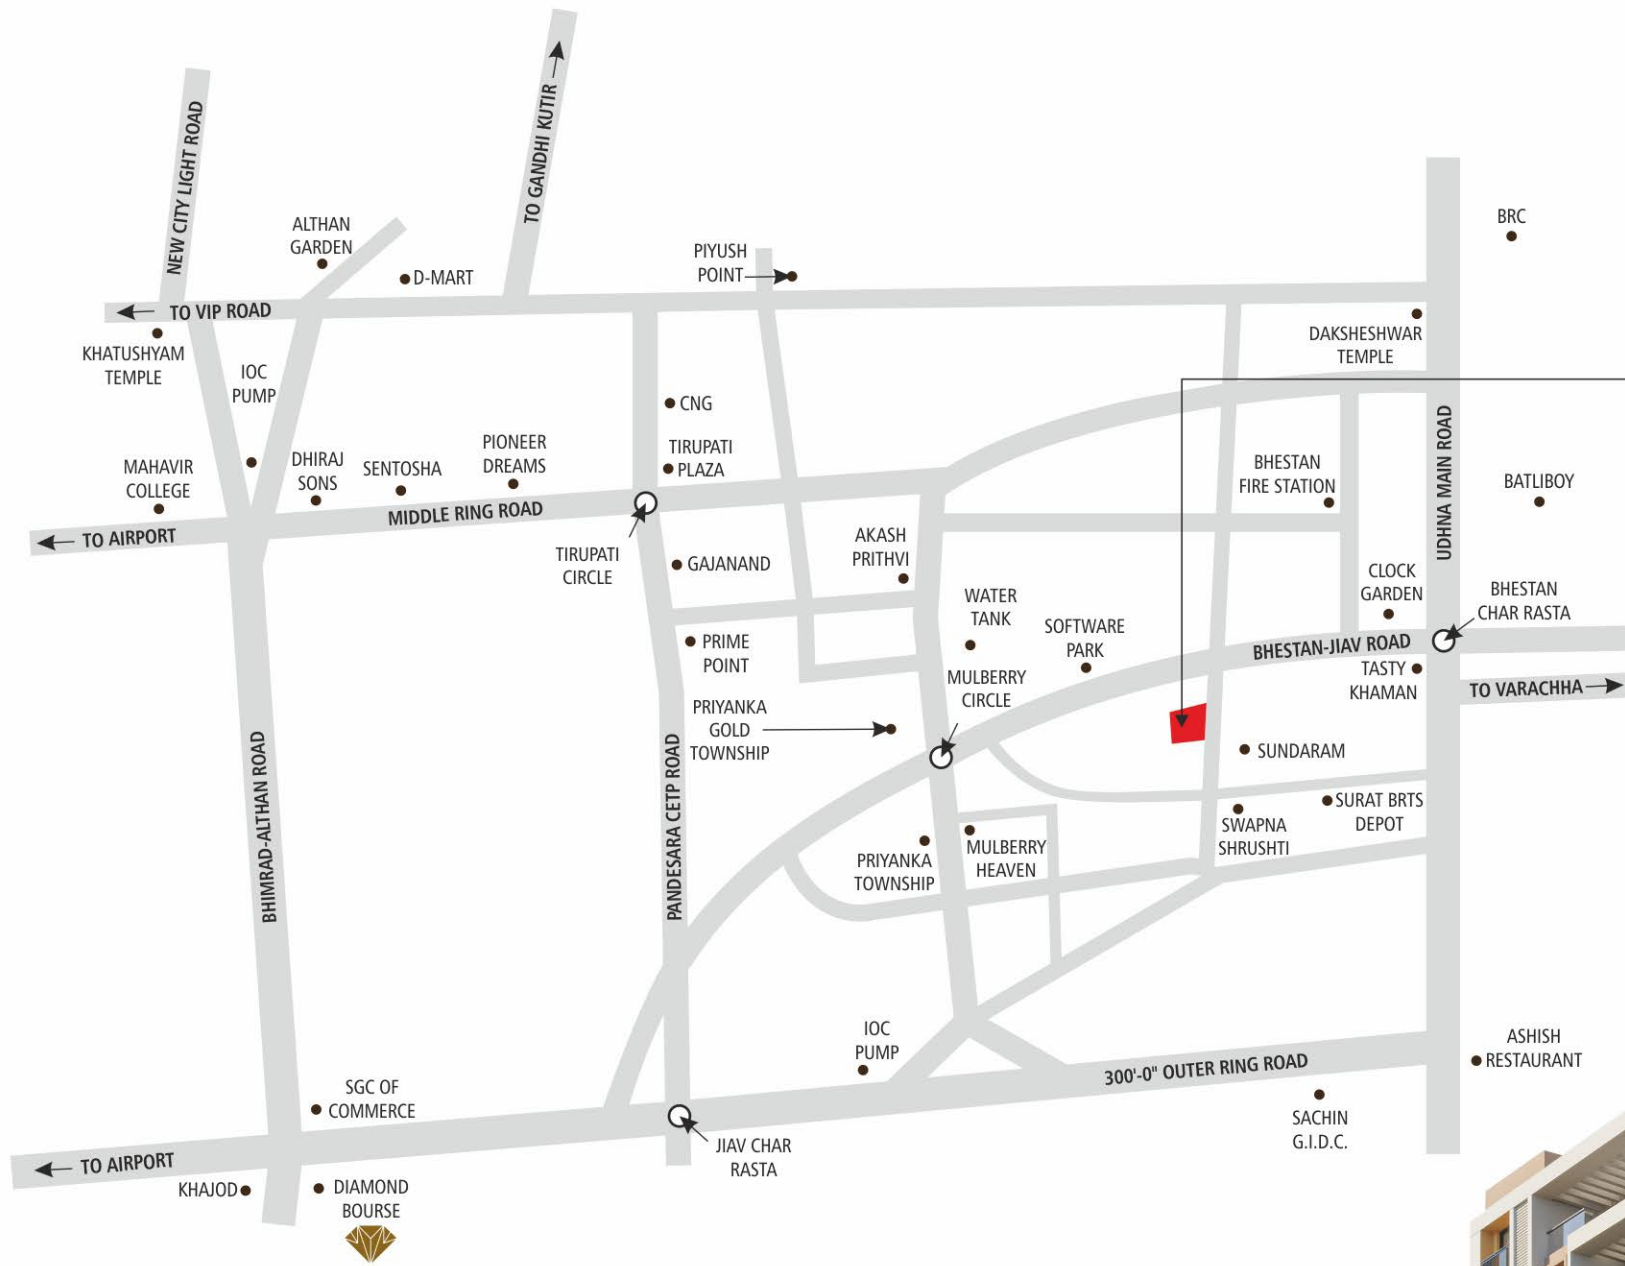 NEW CITY LIGHT ROAD
TO GANDHI KUTIR
ALTHAN
GARDEN
D-MART
PIYUSH
POINT
BRC
TO VIP ROAD
KHATUSHYAM
TEMPLE
IOC
PUMP
DAKSHESHWAR
TEMPLE
CNG
TIRUPATI
PLAZA
MAHAVIR
COLLEGE
DHIRAJ
SONS
SENTOSHA
PIONEER
DREAMS
BHESTAN
FIRE STATION
UDHNA MAIN ROAD
BATLIBOY
MIDDLE RING ROAD
TO AIRPORT
TIRUPATI
CIRCLE
GAJANAND
AKASH
PRITHVI
WATER
TANK
CLOCK
GARDEN
BHESTAN
CHAR RASTA
PRIME
POINT
SOFTWARE
PARK
BHESTAN-JIAV ROAD
MULBERRY
CIRCLE
TASTY
KHAMAN
TO VARACHHA
PRIYANKA
GOLD
TOWNSHIP
SUNDARAM
BHIMRAD-ALTHAN ROAD
PANDESARA CETP ROAD
SURAT BRTS
DEPOT
SWAPNA
SHRUSHTI
PRIYANKA
TOWNSHIP
MULBERRY
HEAVEN
IOC
PUMP
300'-0" OUTER RING ROAD
ASHISH
RESTAURANT
SGC OF
COMMERCE
SACHIN
G.I.D.C.
JIAV CHAR
RASTA
TO AIRPORT
KHAJOD
DIAMOND
BOURSE